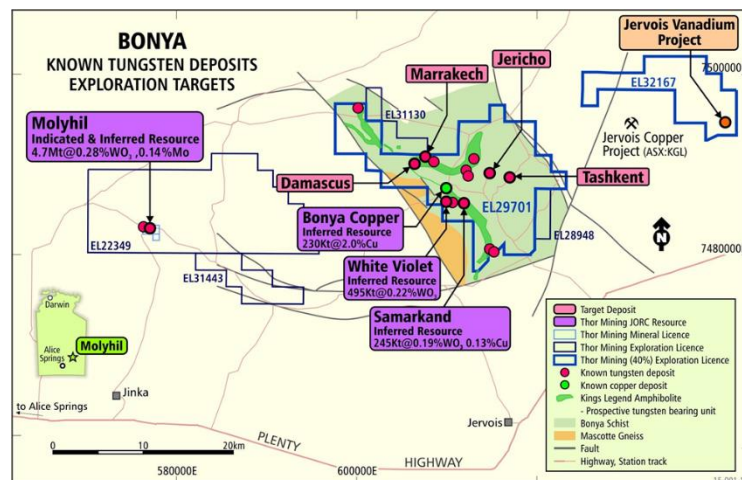 BONYA
KNOWN TUNGSTEN DEPOSITS
EXPLORATION TARGETS
Jervois Vanadium
Project
7500000
Jericho
Marrakech
EL32167
EL31130
Molyhil
Indicated & Inferred Resource
4.7Mt@0.28%WO₃ ,0.14%Mo
Jervois Copper
Project (ASX:KGL)
Damascus
Tashkent
EL29701
Bonya Copper
Inferred Resource
230Kt@2.0%Cu
EL22349
EL28948
N
White Violet
Inferred Resource
495Kt@0.22%WO₃
7480000
EL31443
Samarkand
Inferred Resource
245Kt@0.19%WO₃ 0.13%Cu
Darwin
Alice
Springs
Molyhil
Target Deposit
Thor Mining JORC Resource
Thor Mining Mineral Licence
Thor Mining Exploration Licence
Thor Mining (40%) Exploration Licence
Known tungsten deposit
Known copper deposit
Kings Legend Amphibolite
- Prospective tungsten bearing unit
Bonya Schist
Mascotte Gneiss
Fault
Highway, Station track
Jinka
to Alice Springs
Jervois
0 10 20km
PLENTY
HIGHWAY
580000E
600000E